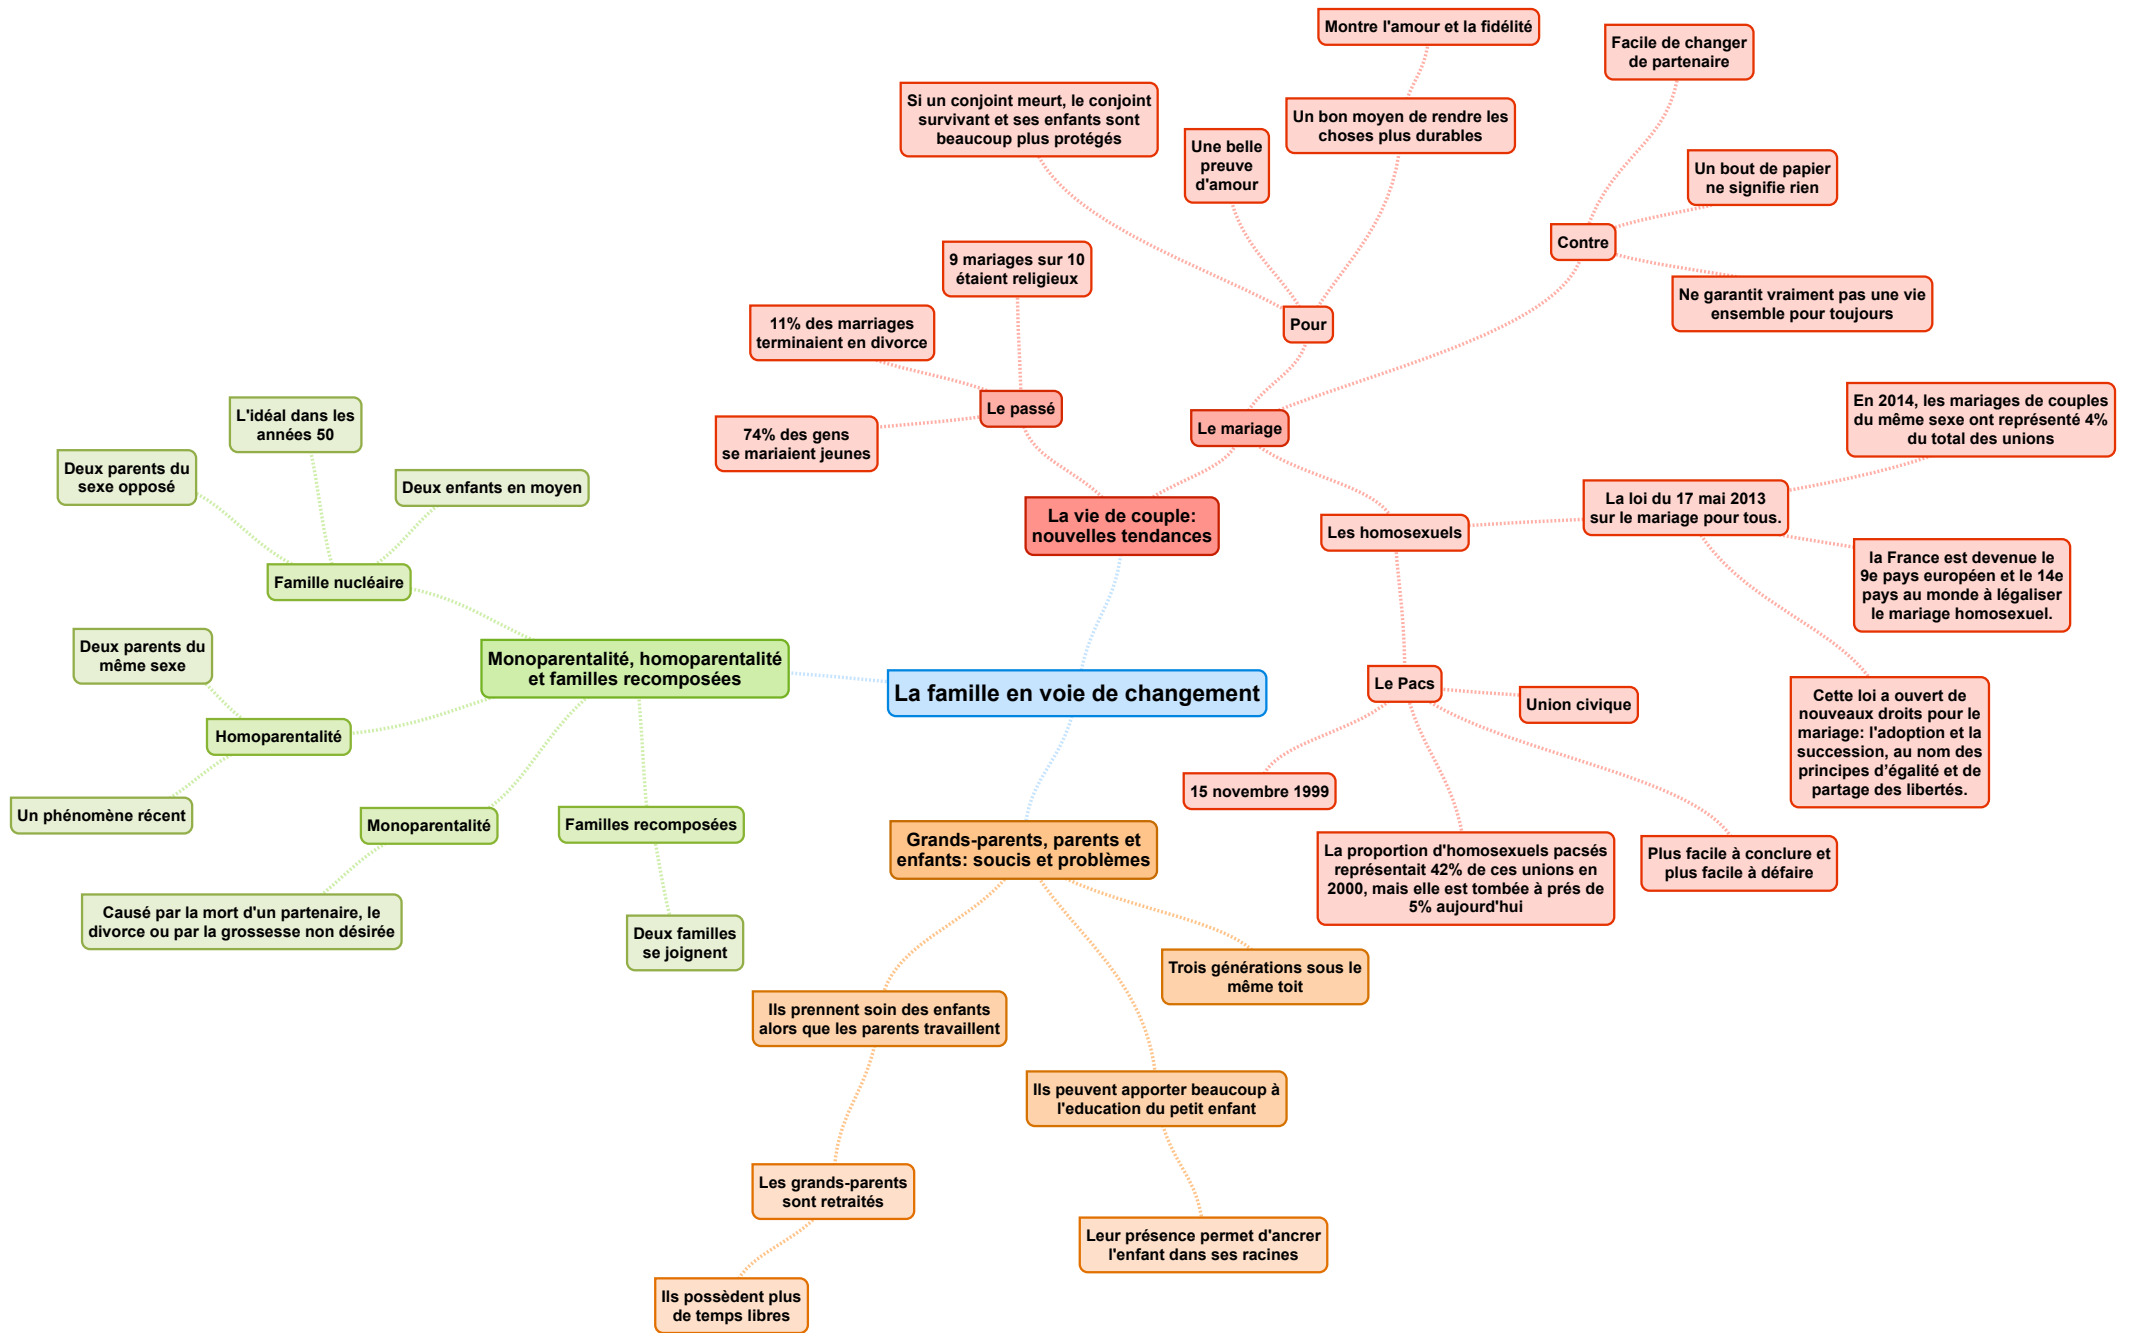 Montre l'amour et la fidélité
Facile de changer
de partenaire
Si un conjoint meurt, le conjoint
survivant et ses enfants sont
beaucoup plus protégés
Une belle
preuve
d'amour
Un bon moyen de rendre les
choses plus durables
Un bout de papier
ne signifie rien
Contre
9 mariages sur 10
étaient religieux
Ne garantit vraiment pas une vie
ensemble pour toujours
11% des marriages
terminaient en divorce
Pour
Le passé
Le mariage
74% des gens
se mariaient jeunes
En 2014, les mariages de couples
du même sexe ont représenté 4%
du total des unions
L'idéal dans les
années 50
Deux parents du
sexe opposé
Deux enfants en moyen
La vie de couple:
nouvelles tendances
Les homosexuels
La loi du 17 mai 2013
sur le mariage pour tous.
la France est devenue le
9e pays européen et le 14e
pays au monde à légaliser
le mariage homosexuel.
Famille nucléaire
Deux parents du
même sexe
Monoparentalité, homoparentalité
et familles recomposées
La famille en voie de changement
Le Pacs
Union civique
Cette loi a ouvert de
nouveaux droits pour le
mariage: l'adoption et la
succession, au nom des
principes d’égalité et de
partage des libertés.
Homoparentalité
Un phénomène récent
Monoparentalité
Familles recomposées
15 novembre 1999
Grands-parents, parents et
enfants: soucis et problèmes
La proportion d'homosexuels pacsés
représentait 42% de ces unions en
2000, mais elle est tombée à prés de
5% aujourd'hui
Plus facile à conclure et
plus facile à défaire
Causé par la mort d'un partenaire, le
divorce ou par la grossesse non désirée
Deux familles
se joignent
Trois générations sous le
même toit
Ils prennent soin des enfants
alors que les parents travaillent
Ils peuvent apporter beaucoup à
l'education du petit enfant
Les grands-parents
sont retraités
Leur présence permet d'ancrer
l'enfant dans ses racines
Ils possèdent plus
de temps libres